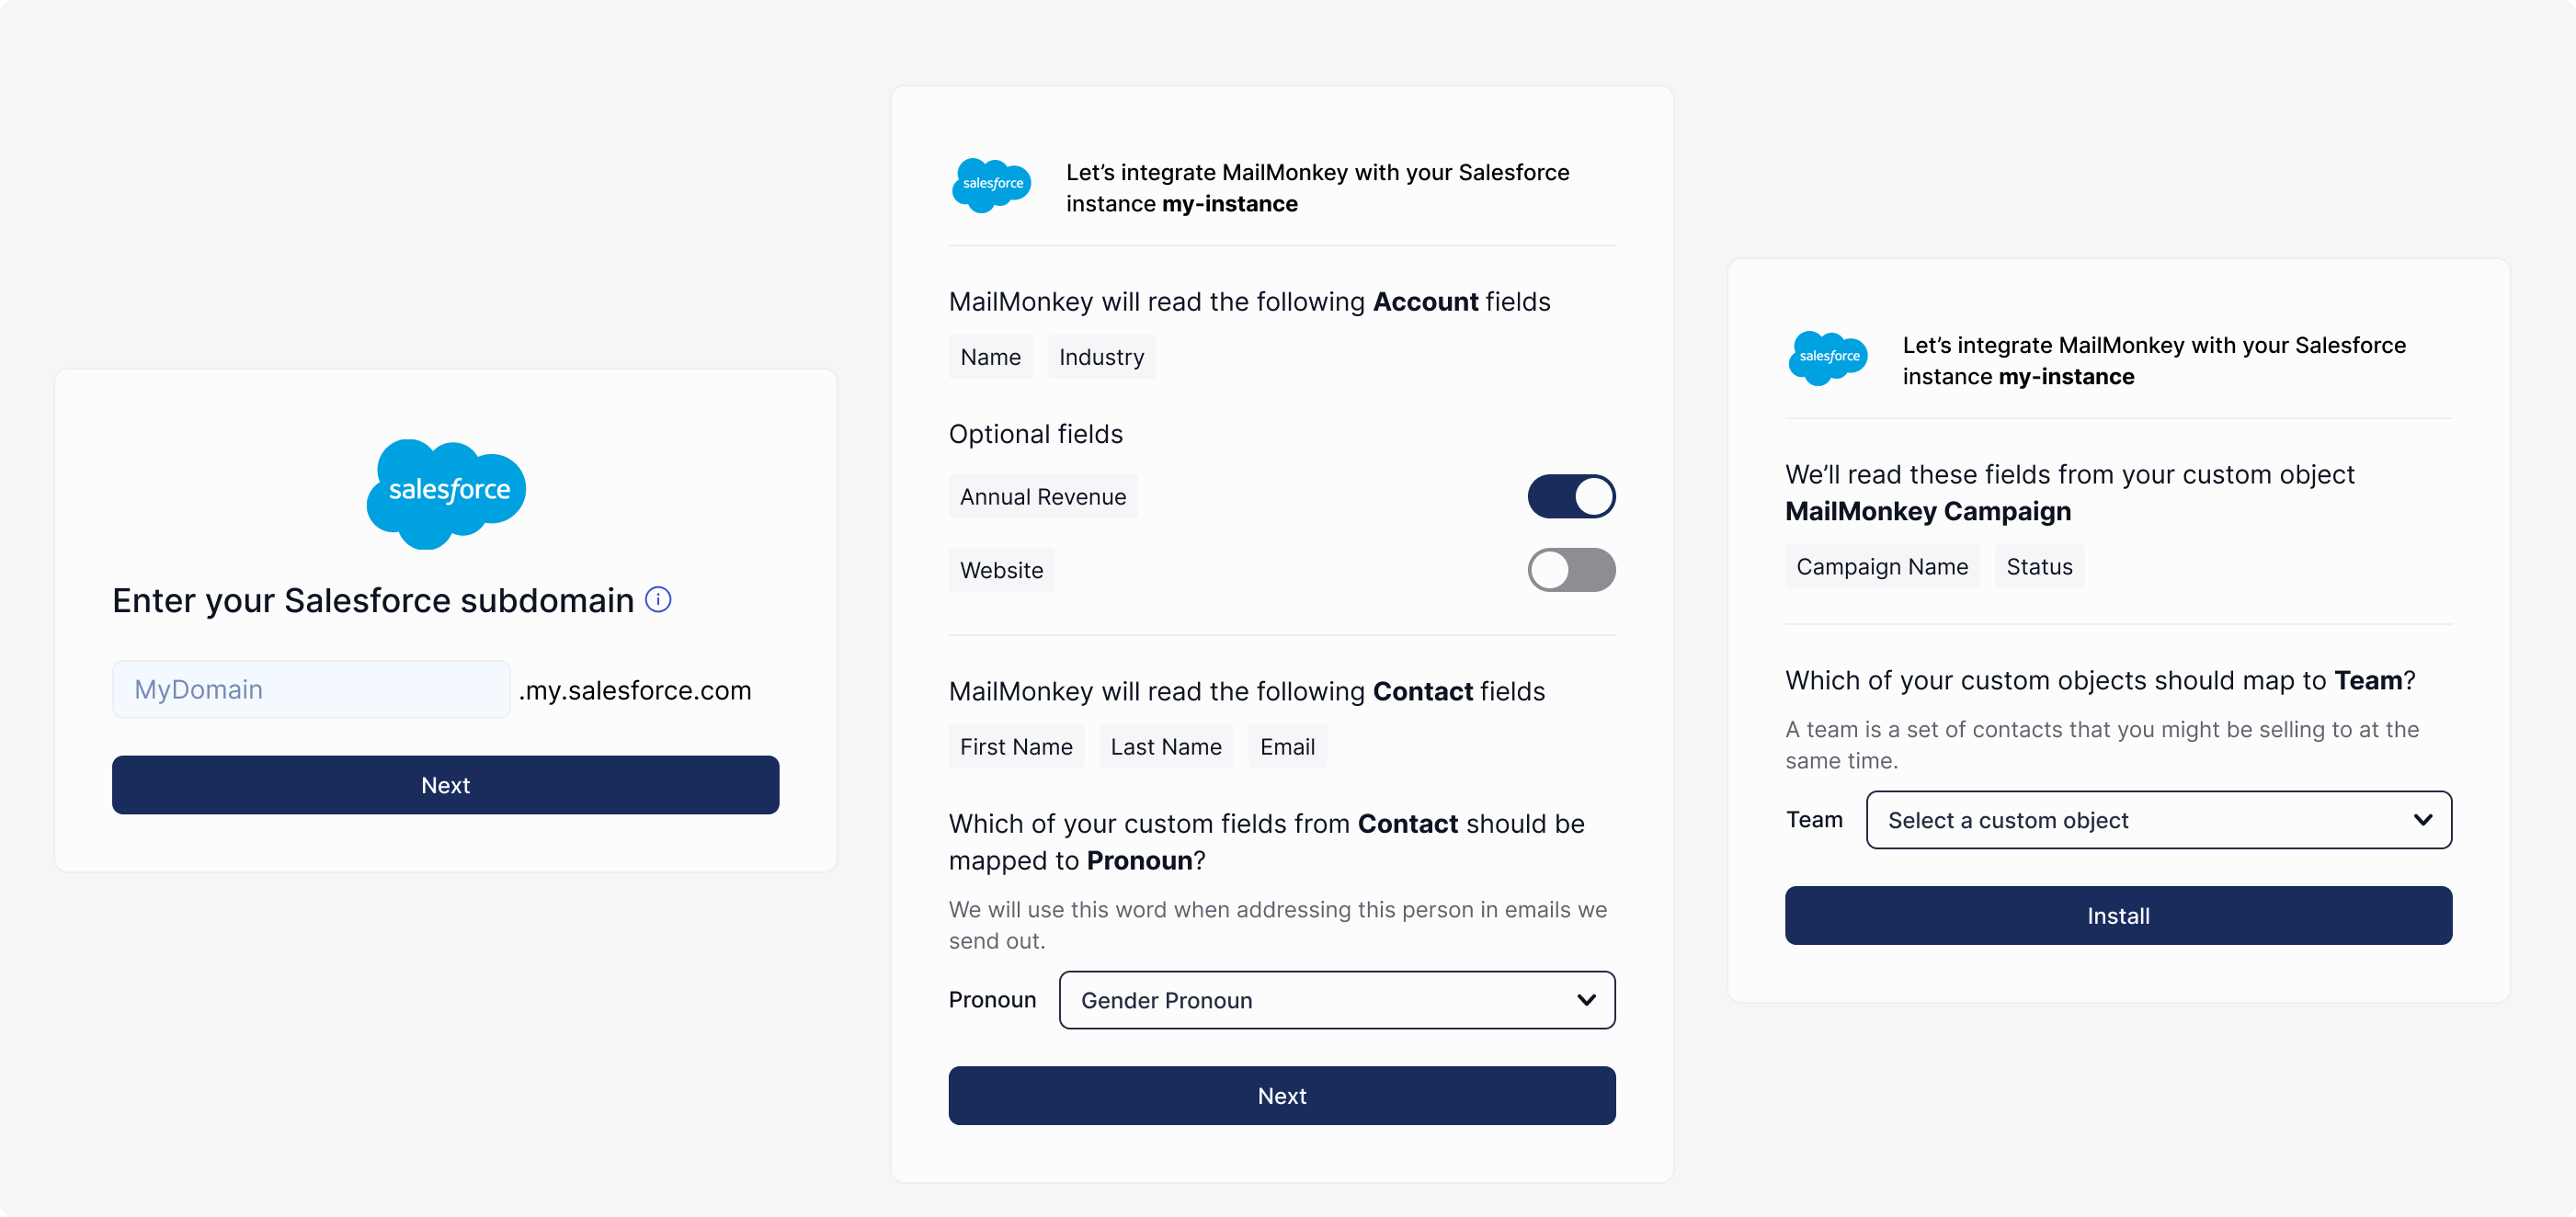 salesforce
Enter your Salesforce subdomain
MyDomain .my.salesforce.com
Next
salesforce
Let’s integrate MailMonkey with your Salesforce
instance my-instance
MailMonkey will read the following Account fields
Name Industry
Optional fields
Annual Revenue
Website
MailMonkey will read the following Contact fields
First Name Last Name Email
Which of your custom fields from Contact should be
mapped to Pronoun?
We will use this word when addressing this person in emails we
send out.
Pronoun Gender Pronoun
Next
salesforce
Let’s integrate MailMonkey with your Salesforce
instance my-instance
We’ll read these fields from your custom object
MailMonkey Campaign
Campaign Name Status
Which of your custom objects should map to Team?
A team is a set of contacts that you might be selling to at the
same time.
Team Select a custom object
Install